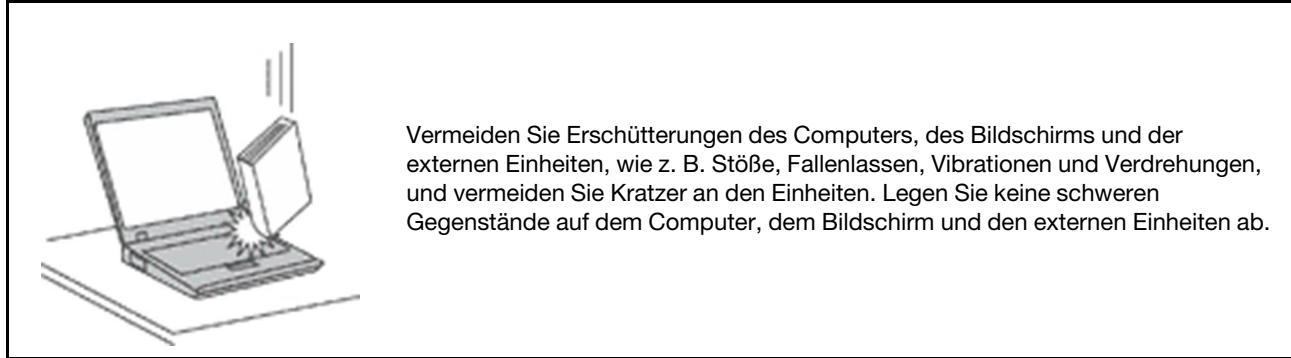 Vermeiden Sie Erschütterungen des Computers, des Bildschirms und der
externen Einheiten, wie z. B. Stöße, Fallenlassen, Vibrationen und Verdrehungen,
und vermeiden Sie Kratzer an den Einheiten. Legen Sie keine schweren
Gegenstände auf dem Computer, dem Bildschirm und den externen Einheiten ab.